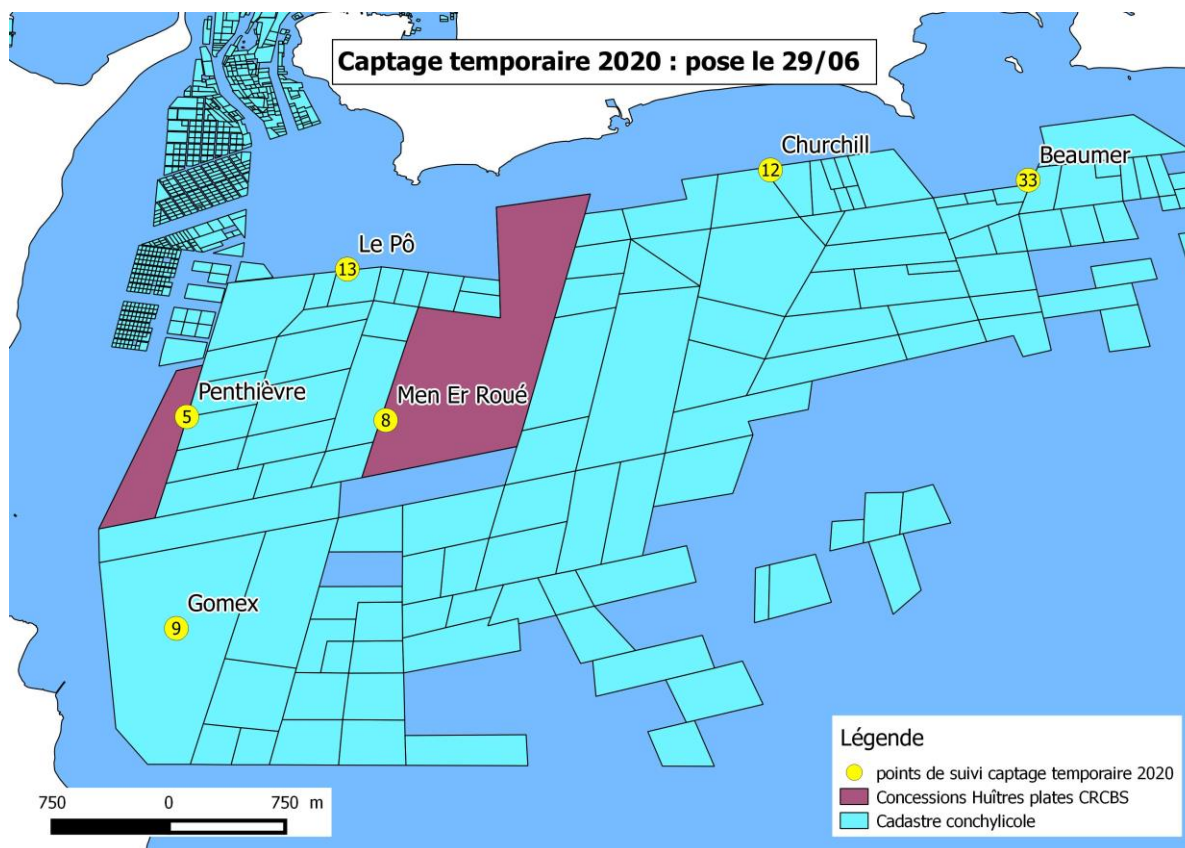 Captage temporaire 2020 : pose le 29/06
Churchill
12
Beaumer
33
Le Pô
13
Penthièvre
5
Men Er Roué
8
Gomex
9
Légende
points de suivi captage temporaire 2020
Concessions Huîtres plates CRCBS
Cadastre conchylicole
750 0 750 m